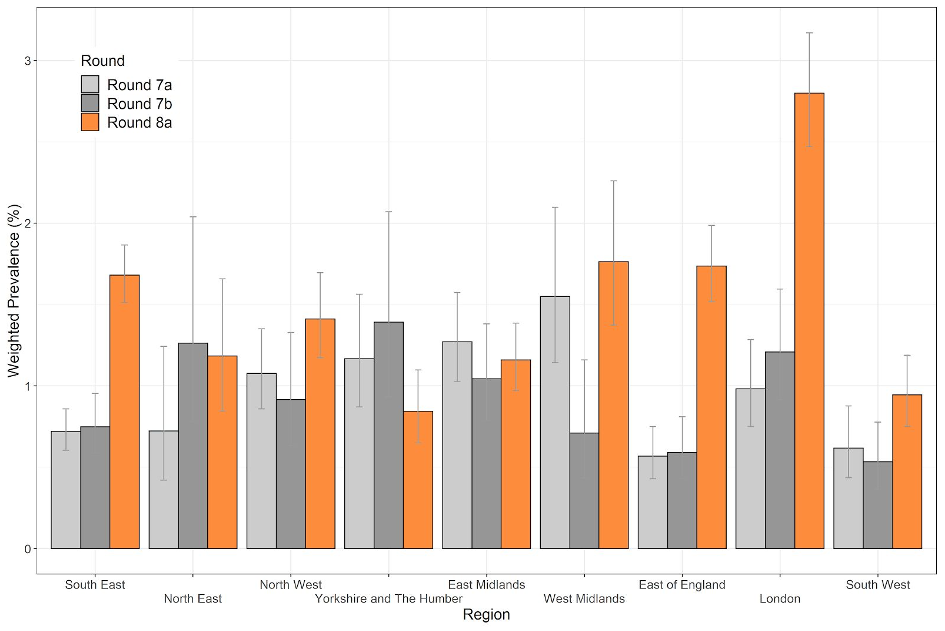 Round
Round 7a
Round 7b
Round 8a
Weighted Prevalence (%)
3
2
1
0
South East
North East
North West
Yorkshire and The Humber
East Midlands
West Midlands
East of England
London
South West
Region